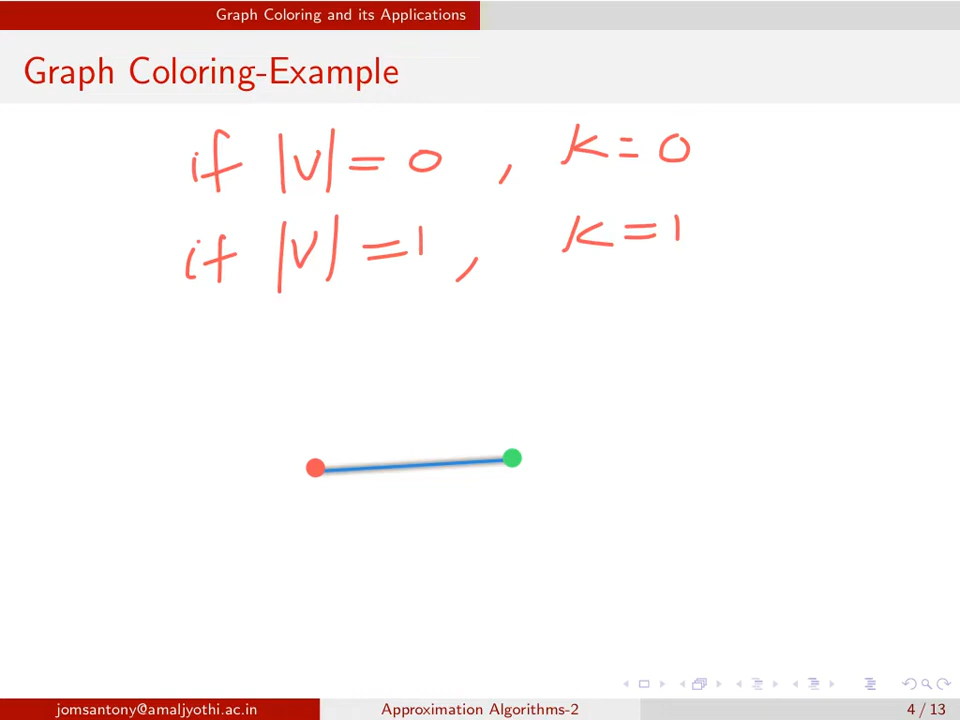 Graph Coloring and its Applications
Graph Coloring-Example
if |V| = 0 , K = 0
if |V| = 1 , K = 1
jomsantony@amaljyothi.ac.in Approximation Algorithms-2 4 / 13